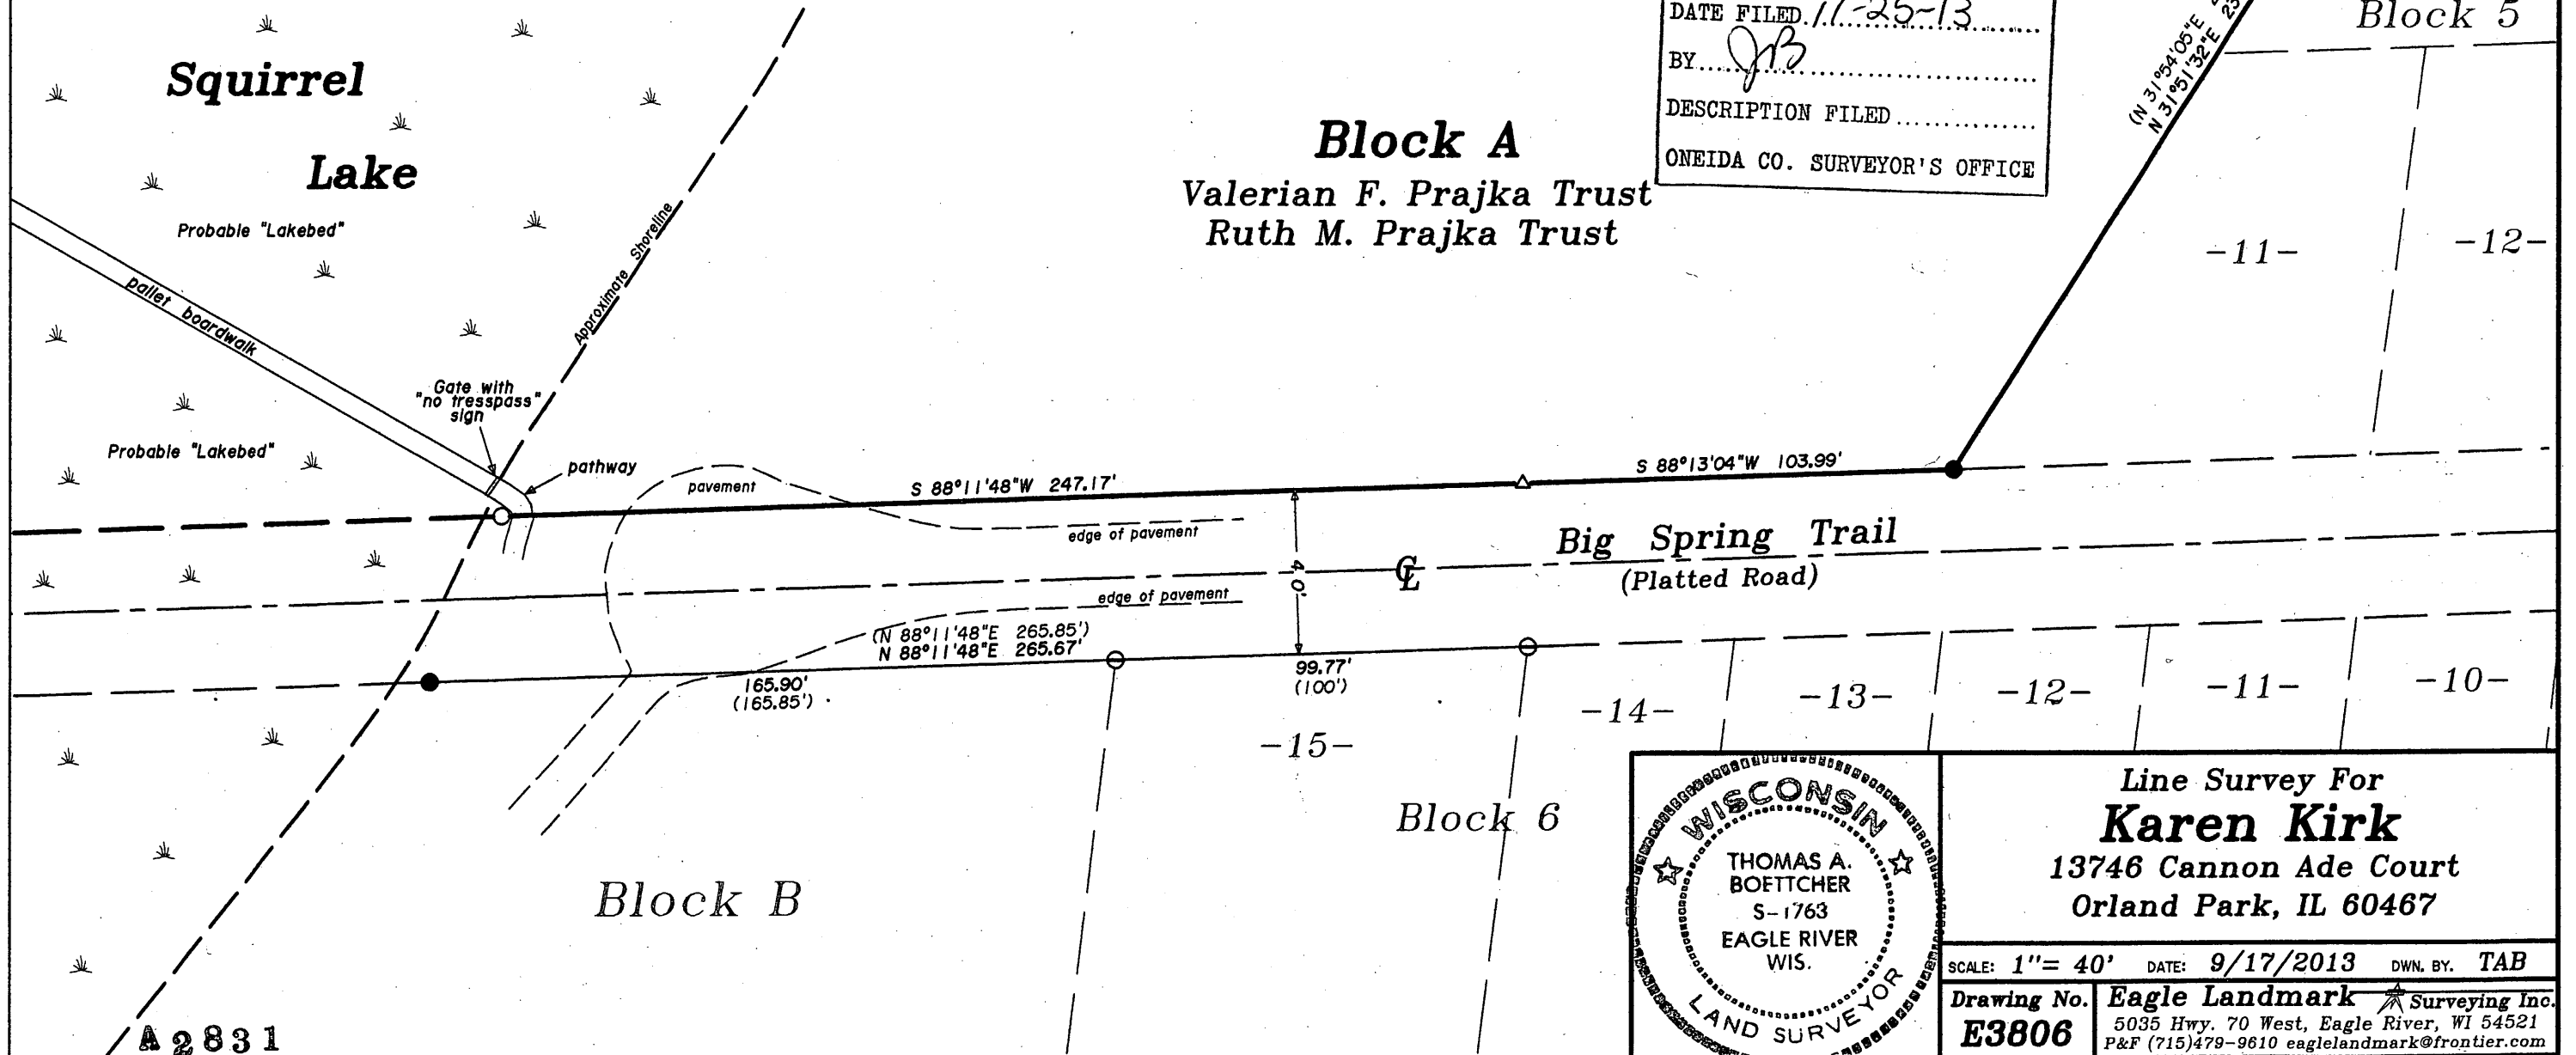 DATE FILED 11-25-13
BY JB
DESCRIPTION FILED
ONEIDA CO. SURVEYOR'S OFFICE
Block 5
(N 31°54'05"E
N 31°51'32"E 23
Squirrel
Lake
Probable "Lakebed"
Approximate Shoreline
Block A
Valerian F. Prajka Trust
Ruth M. Prajka Trust
-11-
-12-
pallet boardwalk
Gate with
"no tresspass"
sign
Probable "Lakebed"
pathway
pavement
S 88°11'48"W 247.17'
S 88°13'04"W 103.99'
edge of pavement
Big Spring Trail
(Platted Road)
40'
CL
edge of pavement
(N 88°11'48"E 265.85')
N 88°11'48"E 265.67'
165.90'
(165.85')
99.77'
(100')
-14-
-13-
-12-
-11-
-10-
-15-
Block 6
Block B
A2831
WISCONSIN
THOMAS A.
BOETTCHER
S-1763
EAGLE RIVER
WIS.
LAND SURVEYOR
Line Survey For
Karen Kirk
13746 Cannon Ade Court
Orland Park, IL 60467
SCALE: 1"= 40' DATE: 9/17/2013 DWN. BY. TAB
Drawing No.
E3806
Eagle Landmark Surveying Inc.
5035 Hwy. 70 West, Eagle River, WI 54521
P&F (715)479-9610 eaglelandmark@frontier.com